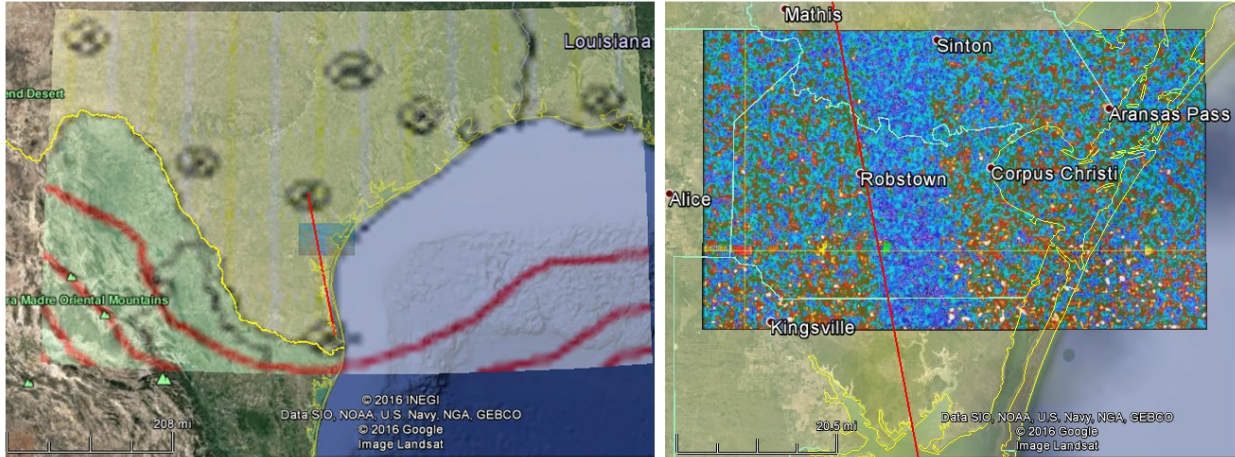 Louisiana
end Desert
ra Madre Oriental Mountains
© 2016 INEGI
Data SIO, NOAA, U.S. Navy, NGA, GEBCO
© 2016 Google
Image Landsat
208 mi
Mathis
Sinton
Aransas Pass
Corpus Christi
Robstown
Alice
Kingsville
Data SIO, NOAA, U.S. Navy, NGA, GEBCO
© 2016 Google
Image Landsat
20.5 mi